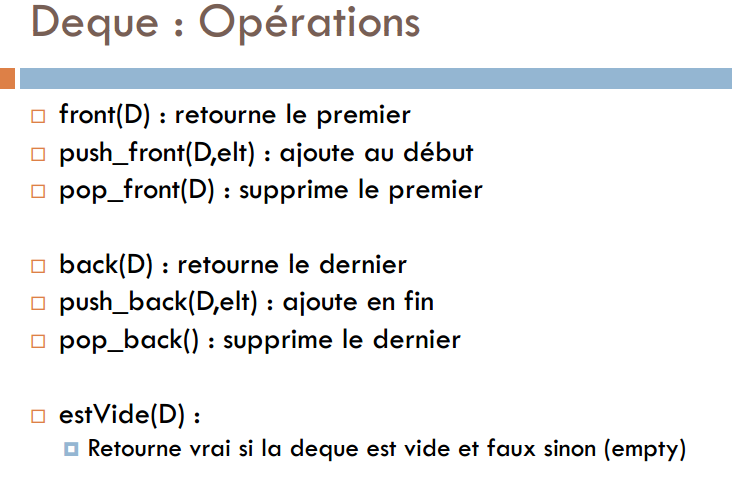 Deque : Opérations
front(D) : retourne le premier
push_front(D,elt) : ajoute au début
pop_front(D) : supprime le premier
back(D) : retourne le dernier
push_back(D,elt) : ajoute en fin
pop_back() : supprime le dernier
estVide(D) :
Retourne vrai si la deque est vide et faux sinon (empty)